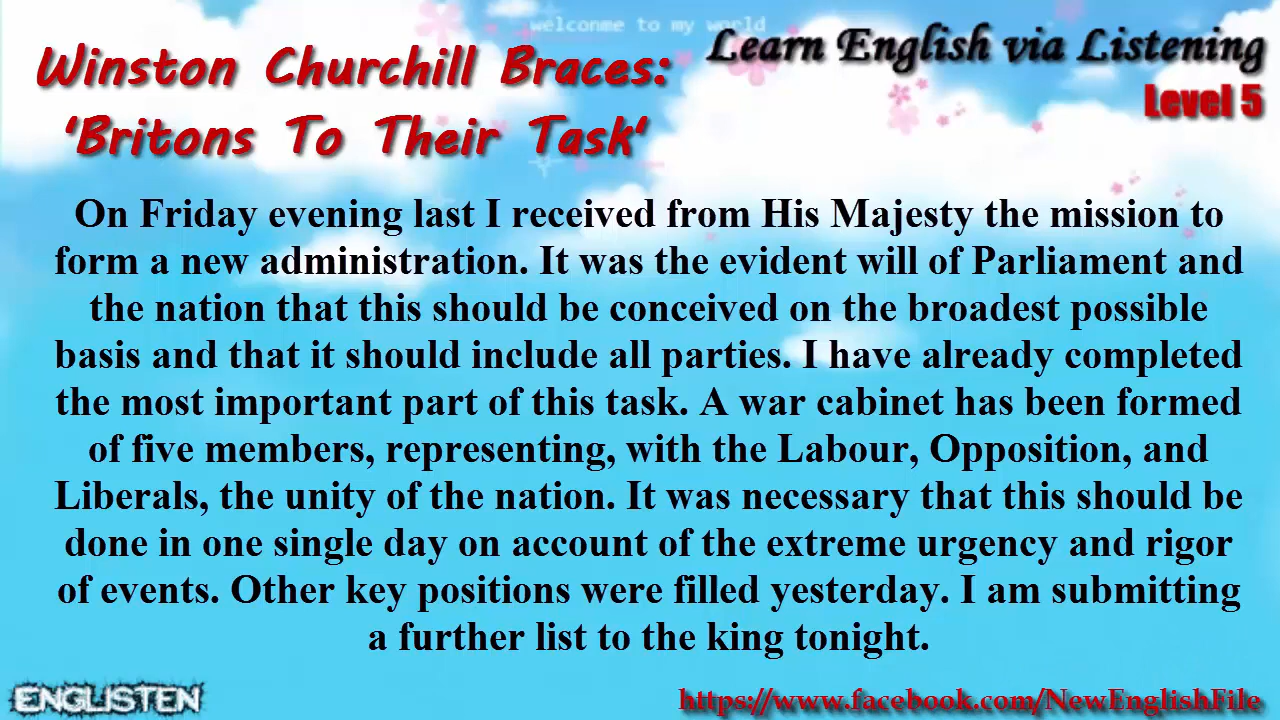 welconme to my world
Winston Churchill Braces:
'Britons To Their Task'
Learn English via Listening
Level 5
On Friday evening last I received from His Majesty the mission to
form a new administration. It was the evident will of Parliament and
the nation that this should be conceived on the broadest possible
basis and that it should include all parties. I have already completed
the most important part of this task. A war cabinet has been formed
of five members, representing, with the Labour, Opposition, and
Liberals, the unity of the nation. It was necessary that this should be
done in one single day on account of the extreme urgency and rigor
of events. Other key positions were filled yesterday. I am submitting
a further list to the king tonight.
ENGLISTEN
https://www.facebook.com/NewEnglishFile